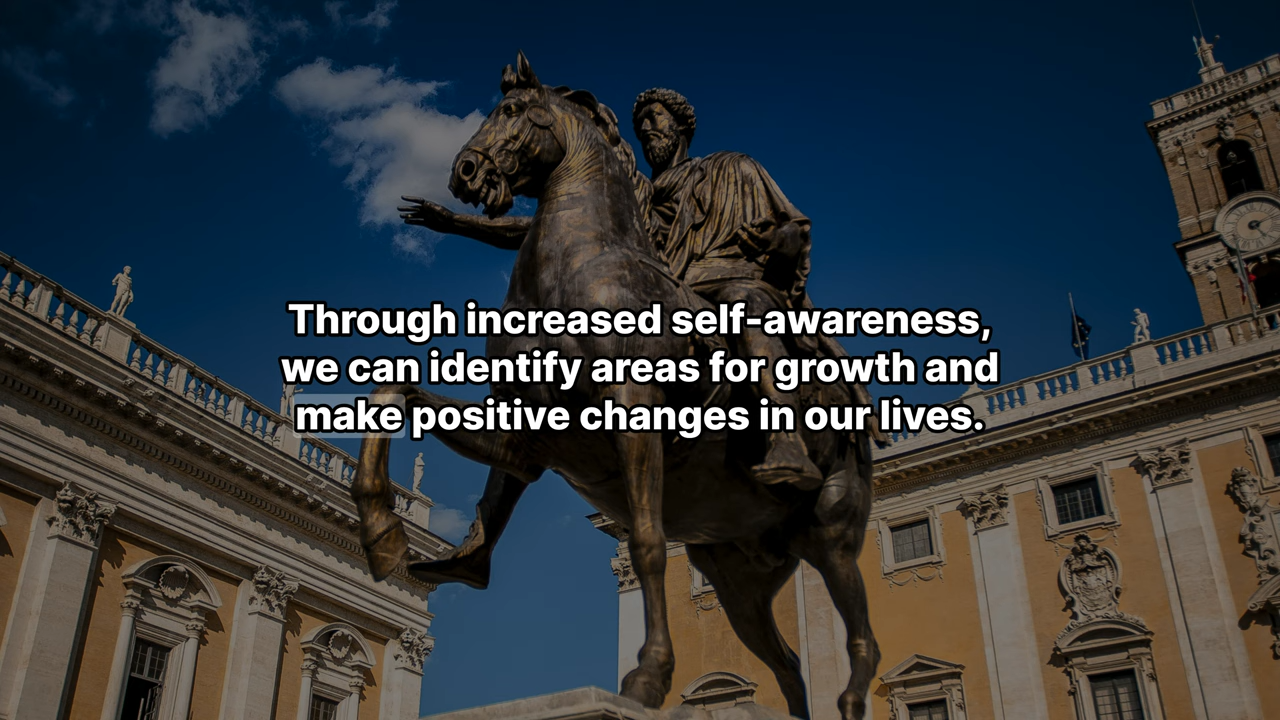 Through increased self-awareness,
we can identify areas for growth and
make positive changes in our lives.